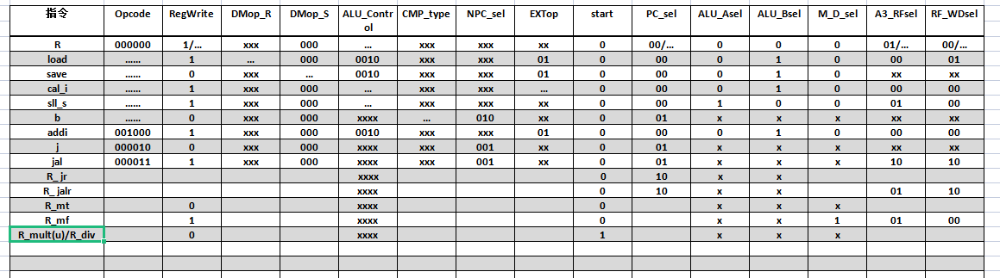 指令 Opcode RegWrite DMop_R DMop_S ALU_Contr ol CMP_type NPC_sel EXTop start PC_sel ALU_Asel ALU_Bsel M_D_sel A3_RFsel RF_WDsel
R 000000 1/... xxx 000 ... xxx xxx xx 0 00/... 0 0 0 01/... 00/...
load ...... 1 ... 000 0010 xxx xxx 01 0 00 0 1 0 00 01
save ...... 0 xxx ... 0010 xxx xxx 01 0 00 0 1 0 xx xx
cal_i ...... 1 xxx 000 ... xxx xxx ... 0 00 0 1 0 00 00
sll_s ...... 1 xxx 000 ... xxx xxx xx 0 00 1 0 0 01 00
b ...... 0 xxx 000 xxxx ... 010 xx 0 01 x x x xx xx
addi 001000 1 xxx 000 0010 xxx xxx 01 0 00 0 1 0 00 00
j 000010 0 xxx 000 xxxx xxx 001 xx 0 01 x x x xx xx
jal 000011 1 xxx 000 xxxx xxx 001 xx 0 01 x x x 10 10
R_ jr xxxx 0 10 x x
R_ jalr xxxx 0 10 x x 01 10
R_mt 0 xxxx 0 x x x
R_mf 1 xxxx 0 x x 1 01 00
R_mult(u)/R_div 0 xxxx 1 x x x